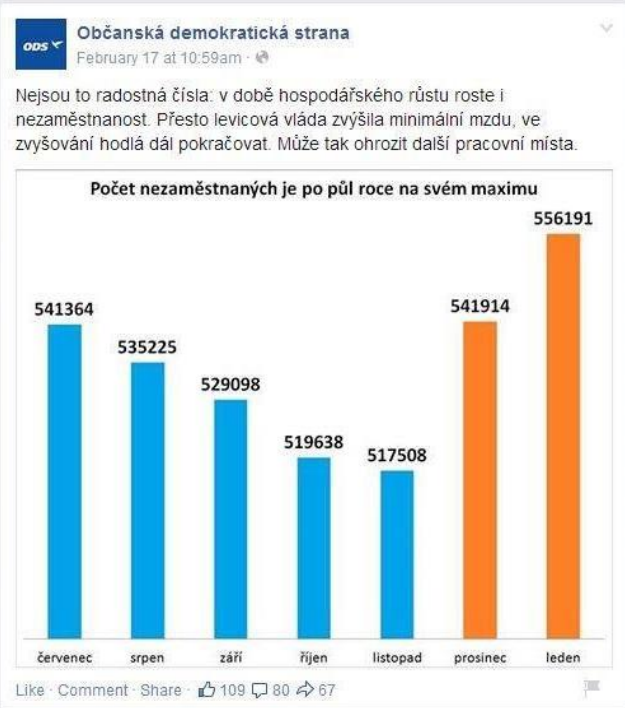 ODS
Občanská demokratická strana
February 17 at 10:59am ·
Nejsou to radostná čísla: v době hospodářského růstu roste i
nezaměstnanost. Přesto levicová vláda zvýšila minimální mzdu, ve
zvyšování hodlá dál pokračovat. Může tak ohrozit další pracovní místa.
Počet nezaměstnaných je po půl roce na svém maximu
556191
541364
541914
535225
529098
519638
517508
červenec srpen září říjen listopad prosinec leden
Like · Comment · Share · 109 80 67